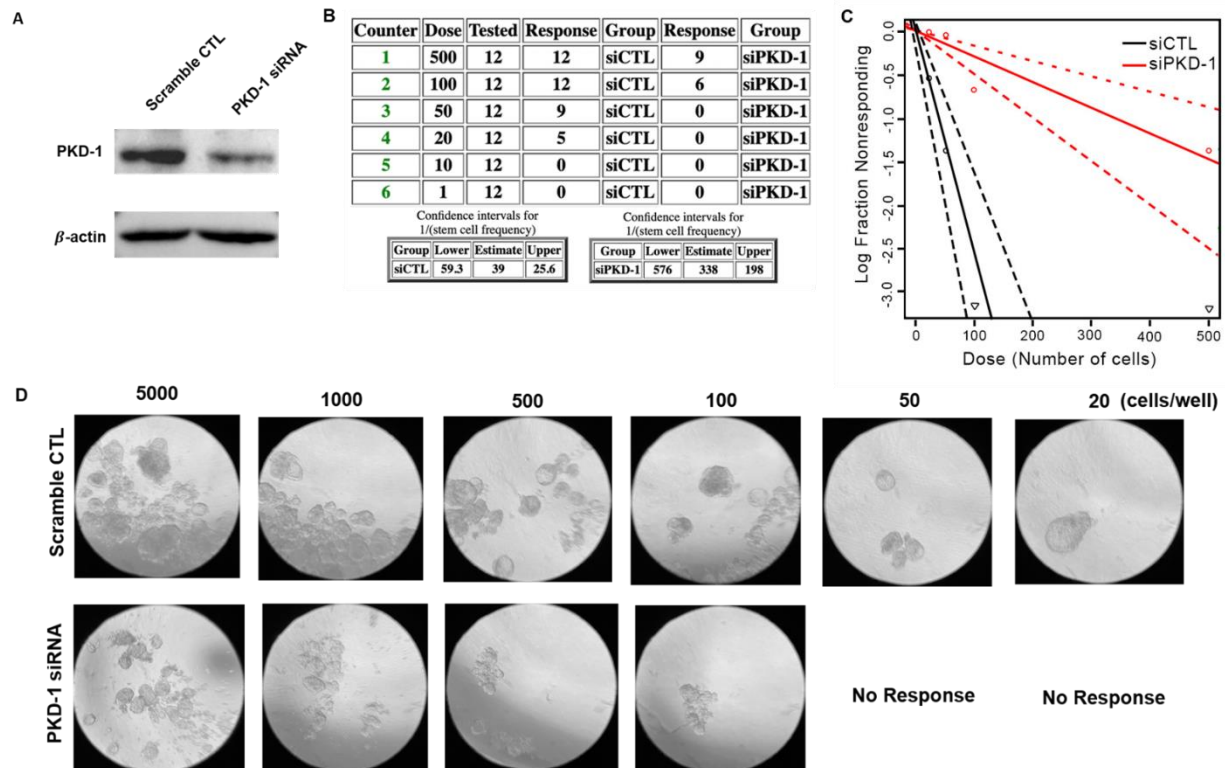 A
Scramble CTL
PKD-1 siRNA
PKD-1
β-actin
B
Counter Dose Tested Response Group Response Group
1 500 12 12 siCTL 9 siPKD-1
2 100 12 12 siCTL 6 siPKD-1
3 50 12 9 siCTL 0 siPKD-1
4 20 12 5 siCTL 0 siPKD-1
5 10 12 0 siCTL 0 siPKD-1
6 1 12 0 siCTL 0 siPKD-1
Confidence intervals for
1/(stem cell frequency)
Group Lower Estimate Upper
siCTL 59.3 39 25.6
Confidence intervals for
1/(stem cell frequency)
Group Lower Estimate Upper
siPKD-1 576 338 198
C
Log Fraction Nonresponding
0.0
-0.5
-1.0
-1.5
-2.0
-2.5
-3.0
siCTL
siPKD-1
0 100 200 300 400 500
Dose (Number of cells)
D
5000 1000 500 100 50 20 (cells/well)
Scramble CTL
PKD-1 siRNA
No Response
No Response